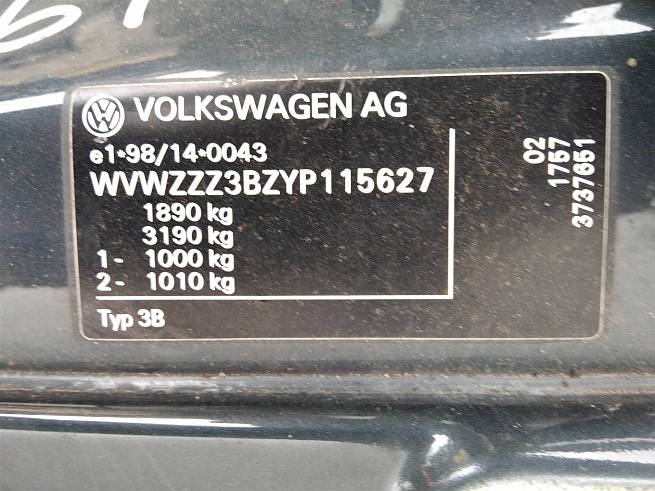 61
VOLKSWAGEN AG
e1*98/14*0043
WVWZZZ3BZYP115627
1890 kg
3190 kg
1- 1000 kg
2- 1010 kg
Typ 3B
02
1757
3737651